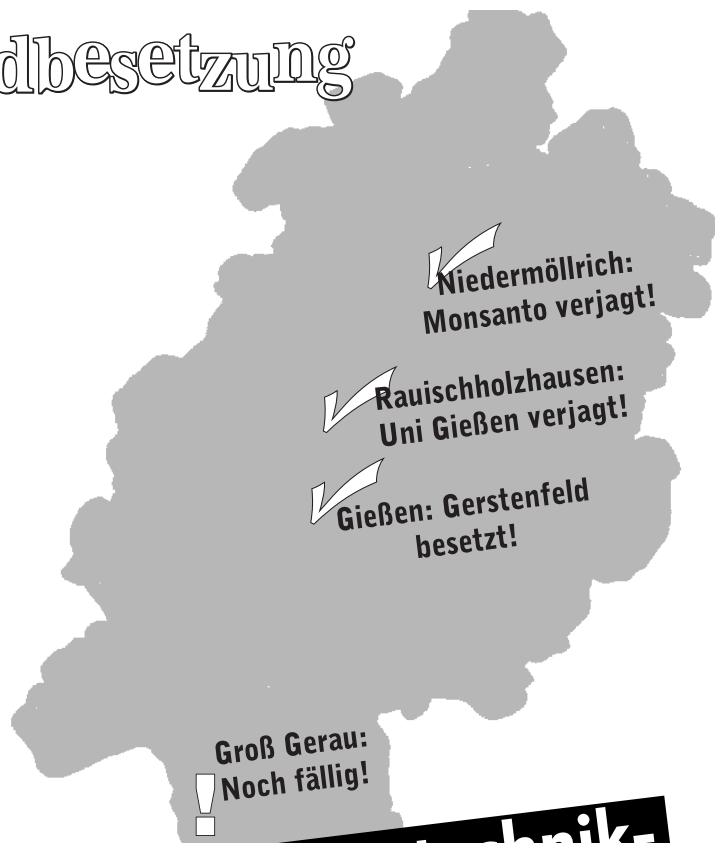 dbesetzung
Niedermöllrich:
Monsanto verjagt!
Rauischholzhausen:
Uni Gießen verjagt!
Gießen: Gerstenfeld
besetzt!
Groß Gerau:
! Noch fällig!